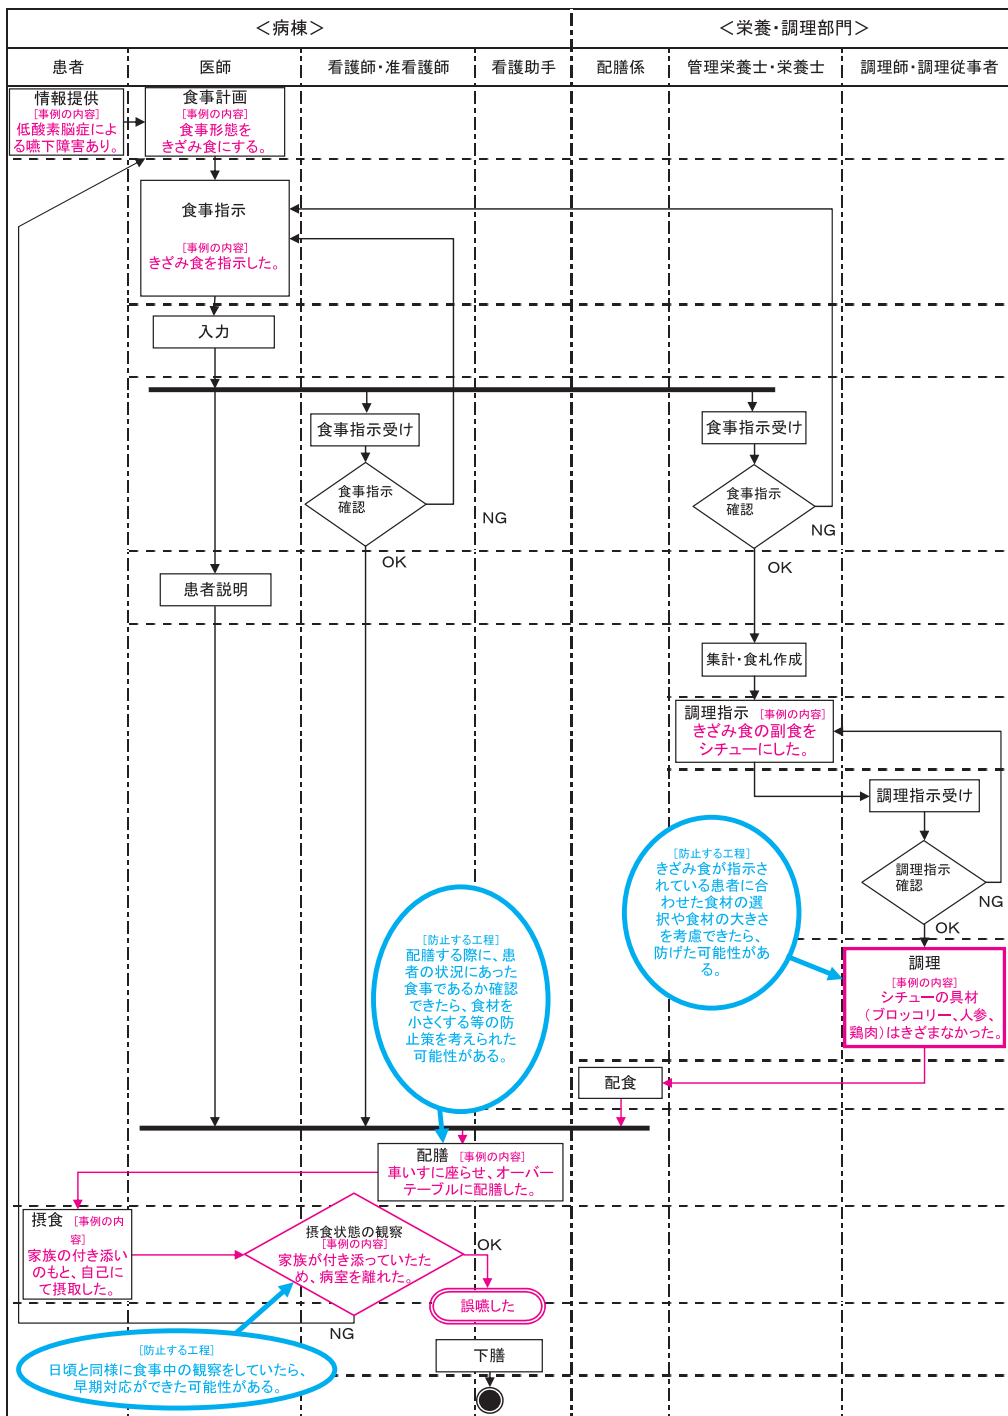 ＜病棟＞
＜栄養・調理部門＞
患者
医師
看護師・准看護師
看護助手
配膳係
管理栄養士・栄養士
調理師・調理従事者
情報提供
［事例の内容］
低酸素脳症によ
る嚥下障害あり。
食事計画
［事例の内容］
食事形態を
きざみ食にする。
食事指示
［事例の内容］
きざみ食を指示した。
入力
食事指示受け
食事指示
確認
NG
OK
食事指示受け
食事指示
確認
NG
OK
患者説明
集計・食札作成
調理指示 ［事例の内容］
きざみ食の副食を
シチューにした。
調理指示受け
調理指示
確認
NG
OK
［防止する工程］
きざみ食が指示さ
れている患者に合
わせた食材の選
択や食材の大きさ
を考慮できたら、
防げた可能性があ
る。
［防止する工程］
配膳する際に、患
者の状況にあった
食事であるか確認
できたら、食材を
小さくする等の防
止策を考えられた
可能性がある。
調理
［事例の内容］
シチューの具材
（ブロッコリー、人参、
鶏肉）はきざまなかった。
配食
配膳 ［事例の内容］
車いすに座らせ、オーバー
テーブルに配膳した。
摂食 ［事例の内
容］
家族の付き添い
のもと、自己に
て摂取した。
摂食状態の観察
［事例の内容］
家族が付き添っていたた
め、病室を離れた。
OK
NG
誤嚥した
［防止する工程］
日頃と同様に食事中の観察をしていたら、
早期対応ができた可能性がある。
下膳